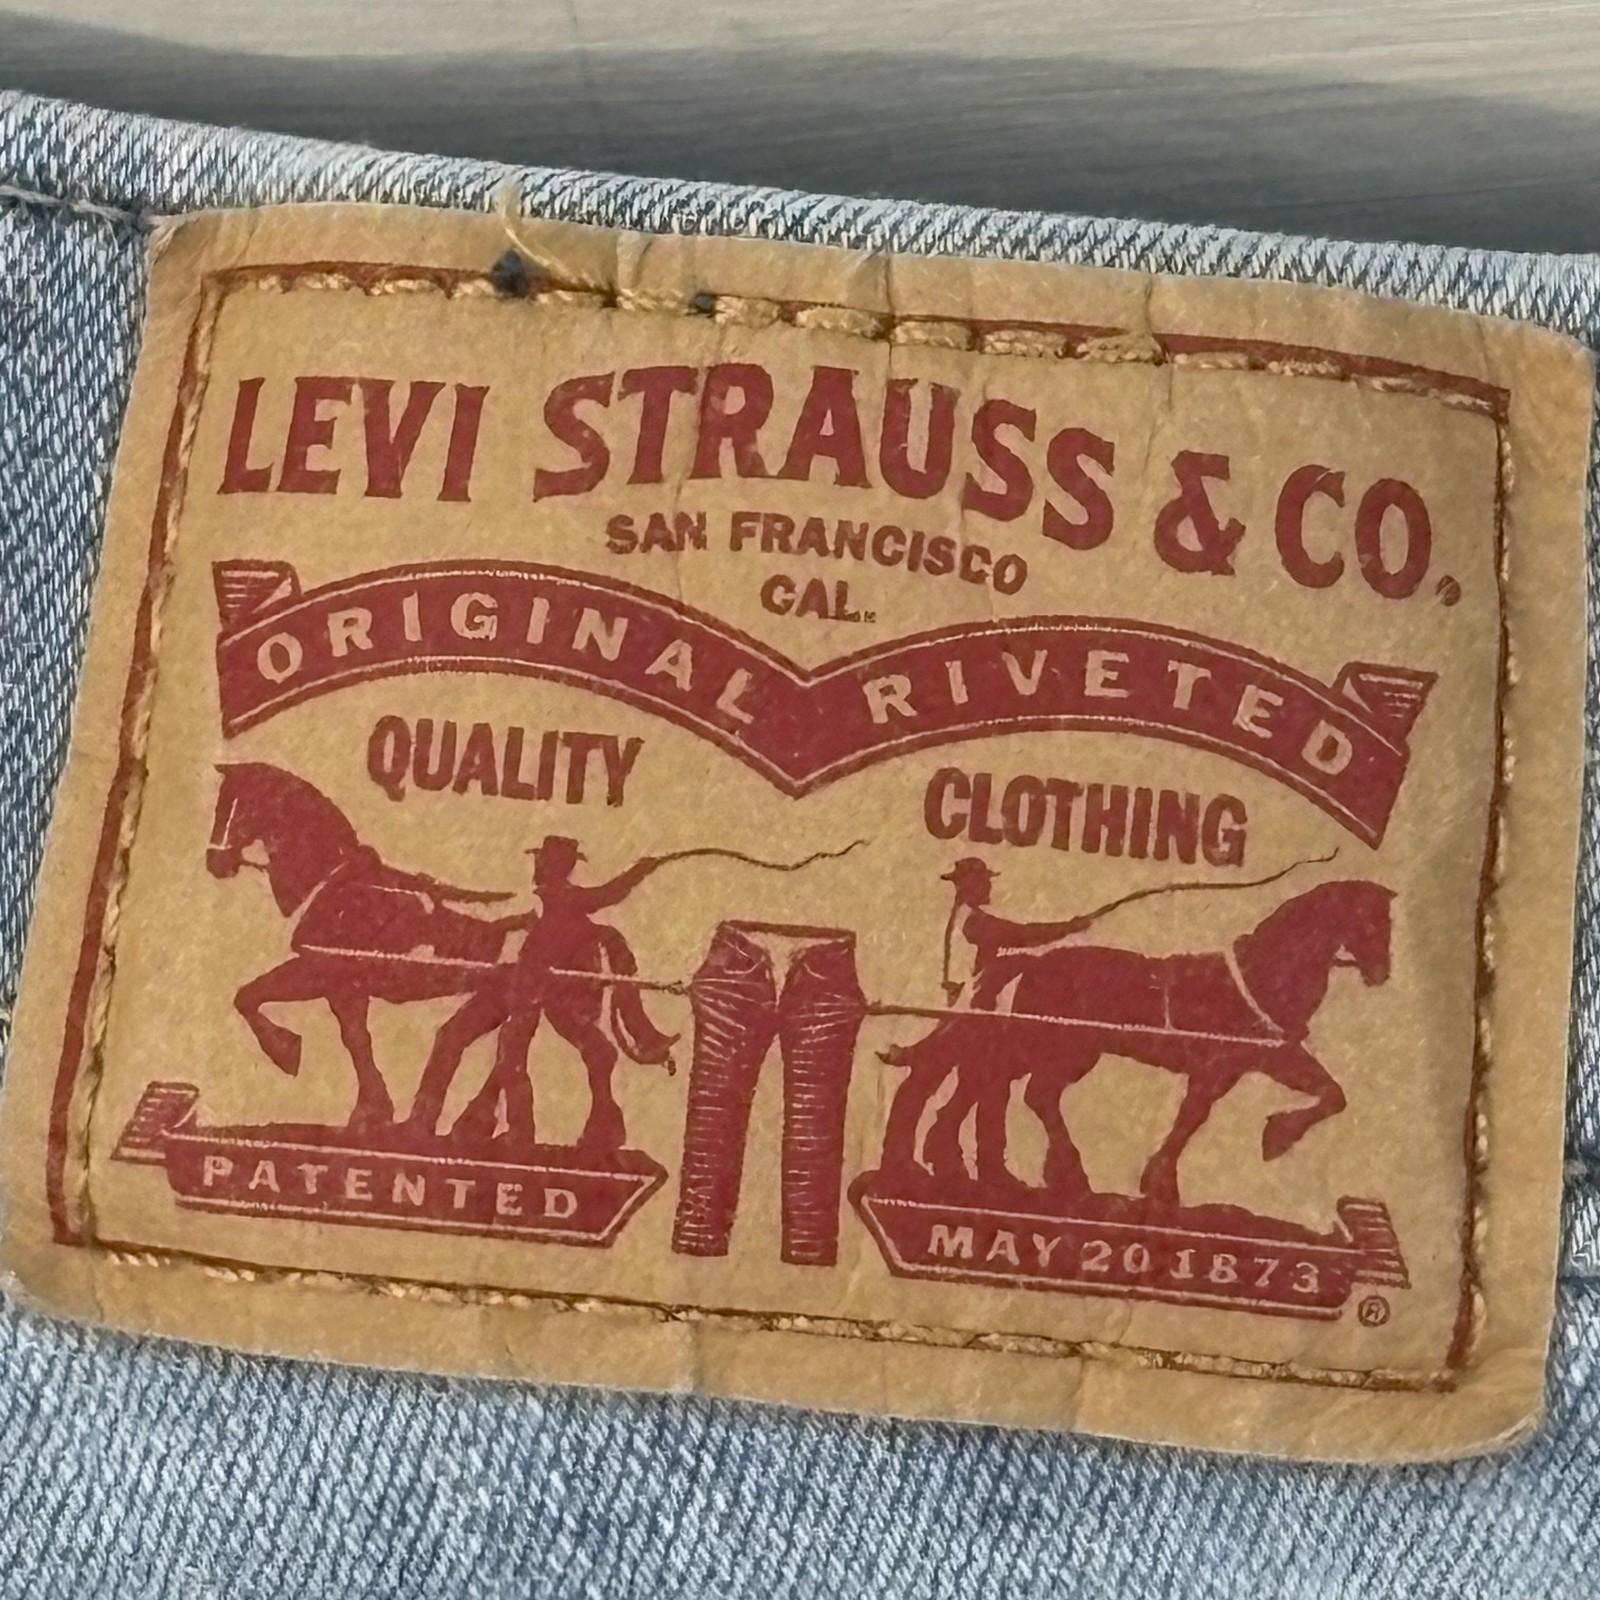 LEVI STRAUSS & CO.
SAN FRANCISCO
CAL.
ORIGINAL RIVETED
QUALITY CLOTHING
PATENTED
MAY 20 1873
®